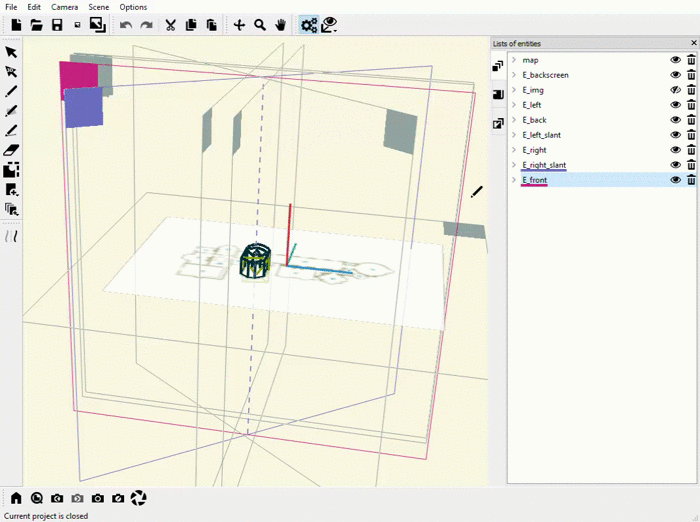 File Edit Camera Scene Options
Lists of entities
map
E_backscreen
E_img
E_left
E_back
E_left_slant
E_right
E_right_slant
E_front
Current project is closed